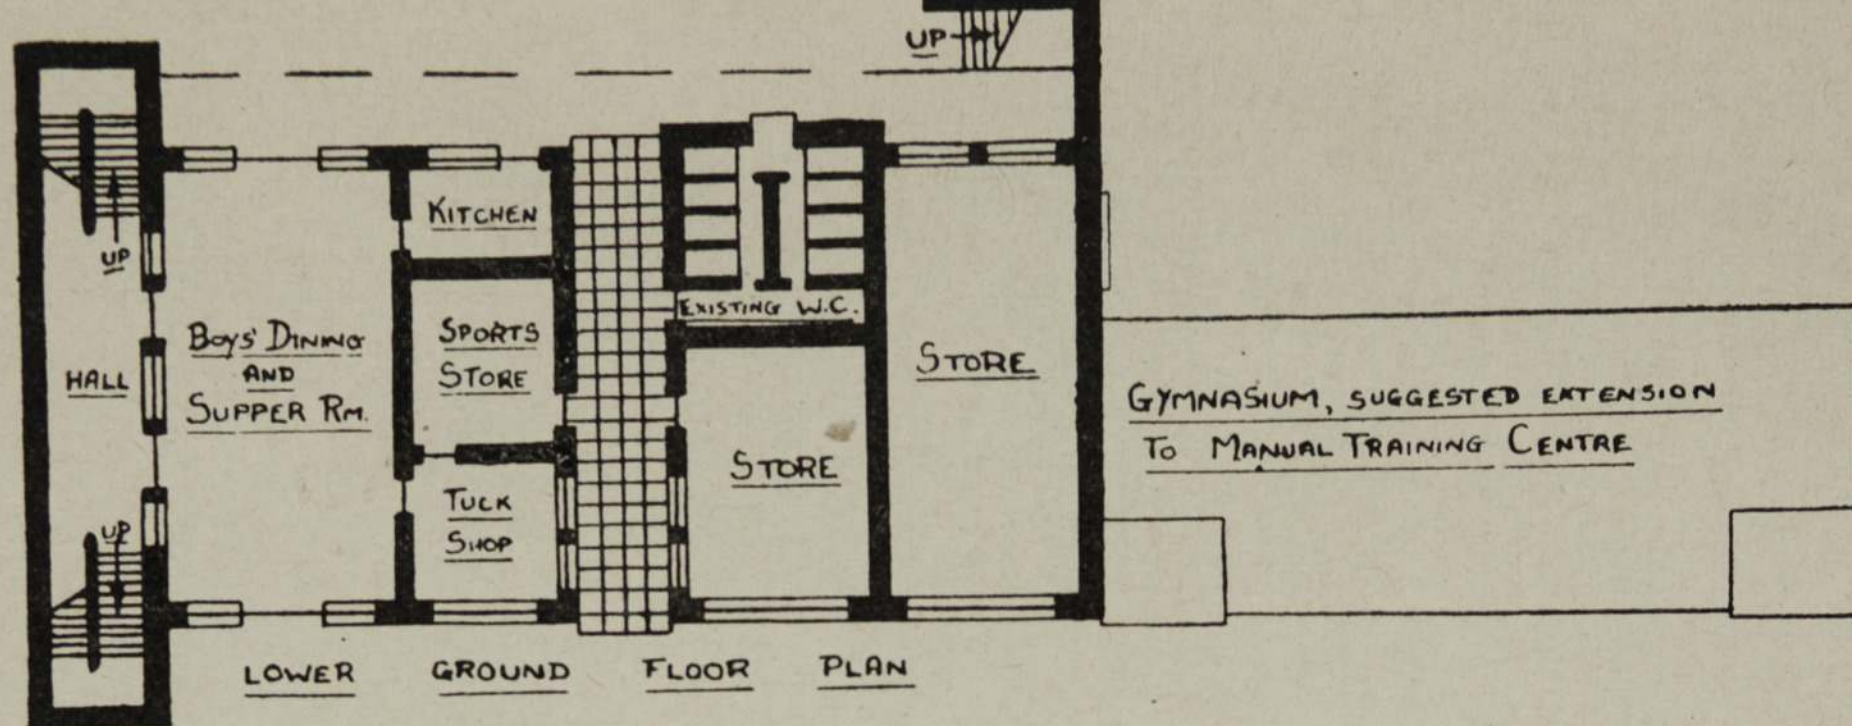 UP
KITCHEN
UP
EXISTING W.C.
BOYS' DINING
AND
SUPPER RM.
HALL
SPORTS
STORE
STORE
GYMNASIUM, SUGGESTED EXTENSION
TO MANUAL TRAINING CENTRE
STORE
TUCK
SHOP
UP
LOWER GROUND FLOOR PLAN